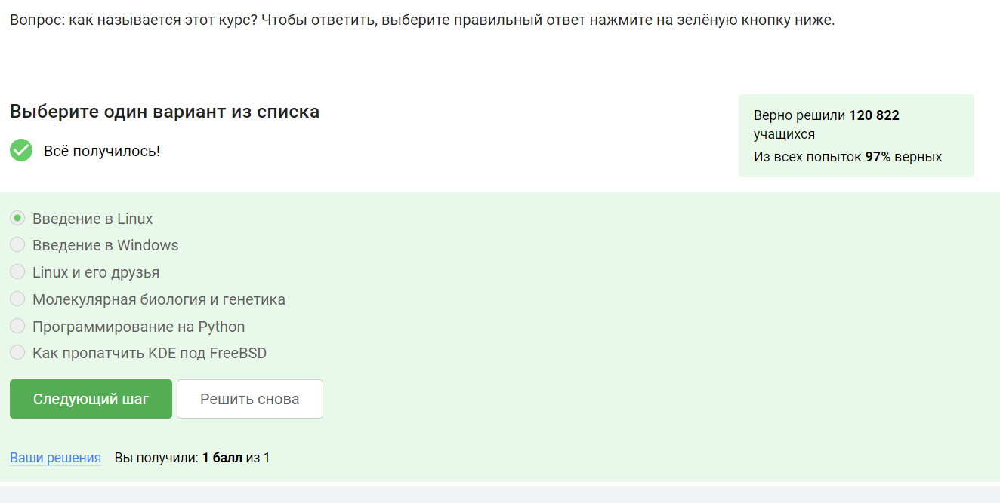 Вопрос: как называется этот курс? Чтобы ответить, выберите правильный ответ нажмите на зелёную кнопку ниже.
Выберите один вариант из списка
Всё получилось!
Верно решили 120 822
учащихся
Из всех попыток 97% верных
Введение в Linux
Введение в Windows
Linux и его друзья
Молекулярная биология и генетика
Программирование на Python
Как пропатчить KDE под FreeBSD
Следующий шаг
Решить снова
Ваши решения Вы получили: 1 балл из 1